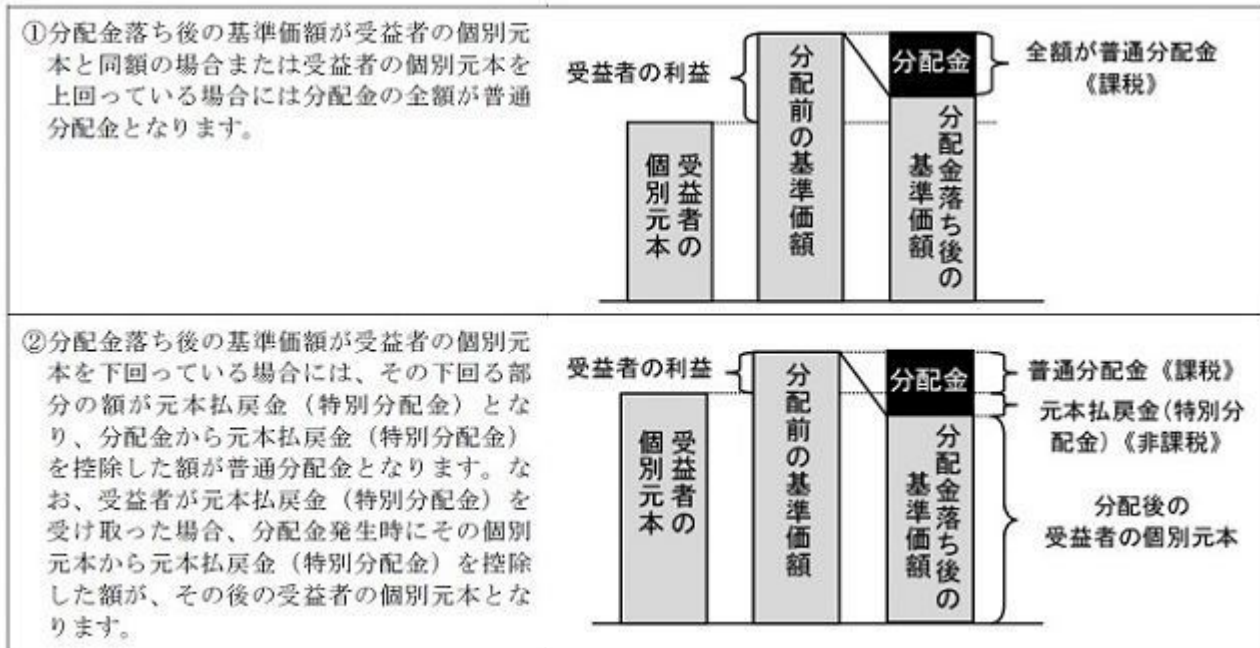 ①分配金落ち後の基準価額が受益者の個別元
本と同額の場合または受益者の個別元本を
上回っている場合には分配金の全額が普通
分配金となります。
受益者の利益
受益者の
個別元本
分配前の基準価額
分配金
分配金落ち後の
基準価額
全額が普通分配金
《課税》
②分配金落ち後の基準価額が受益者の個別元
本を下回っている場合には、その下回る部
分の額が元本払戻金（特別分配金）とな
り、分配金から元本払戻金（特別分配金）
を控除した額が普通分配金となります。な
お、受益者が元本払戻金（特別分配金）を
受け取った場合、分配金発生時にその個別
元本から元本払戻金（特別分配金）を控除
した額が、その後の受益者の個別元本とな
ります。
受益者の利益
受益者の
個別元本
分配前の基準価額
分配金
分配金落ち後の
基準価額
普通分配金《課税》
元本払戻金(特別分
配金)《非課税》
分配後の
受益者の個別元本